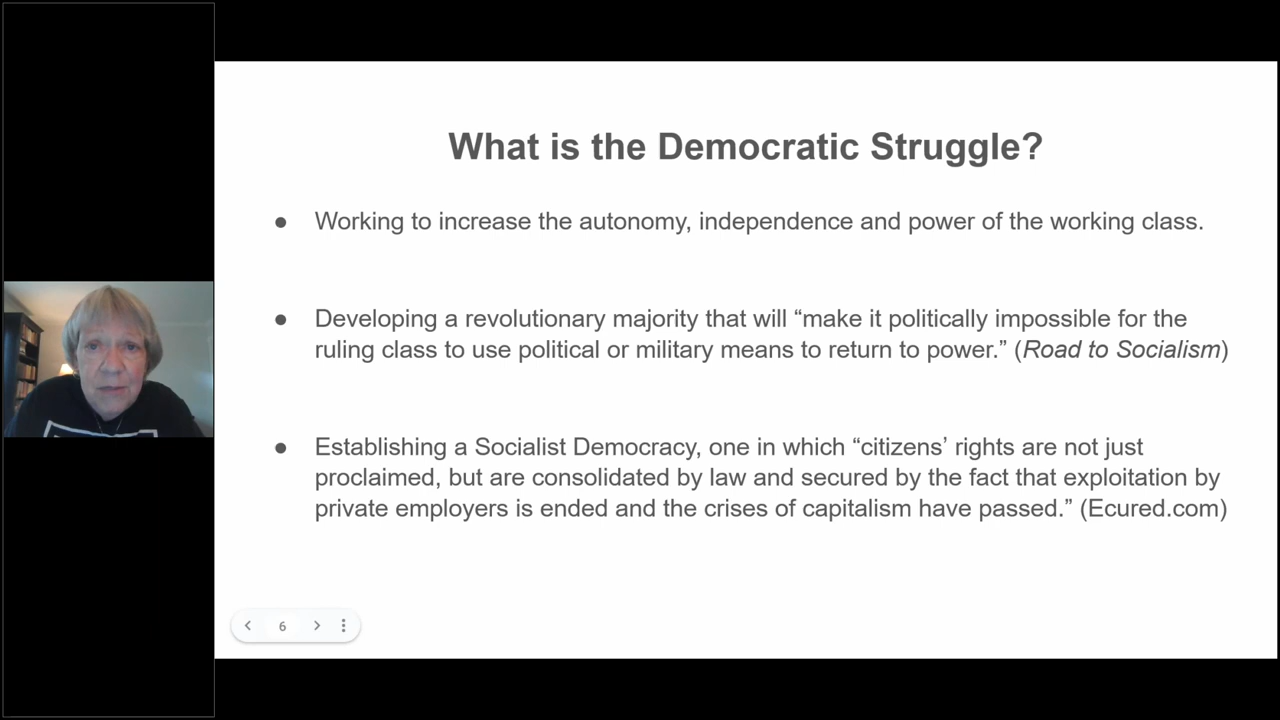 What is the Democratic Struggle?
● Working to increase the autonomy, independence and power of the working class.
● Developing a revolutionary majority that will “make it politically impossible for the
ruling class to use political or military means to return to power.” (Road to Socialism)
● Establishing a Socialist Democracy, one in which “citizens’ rights are not just
proclaimed, but are consolidated by law and secured by the fact that exploitation by
private employers is ended and the crises of capitalism have passed.” (Ecured.com)
6